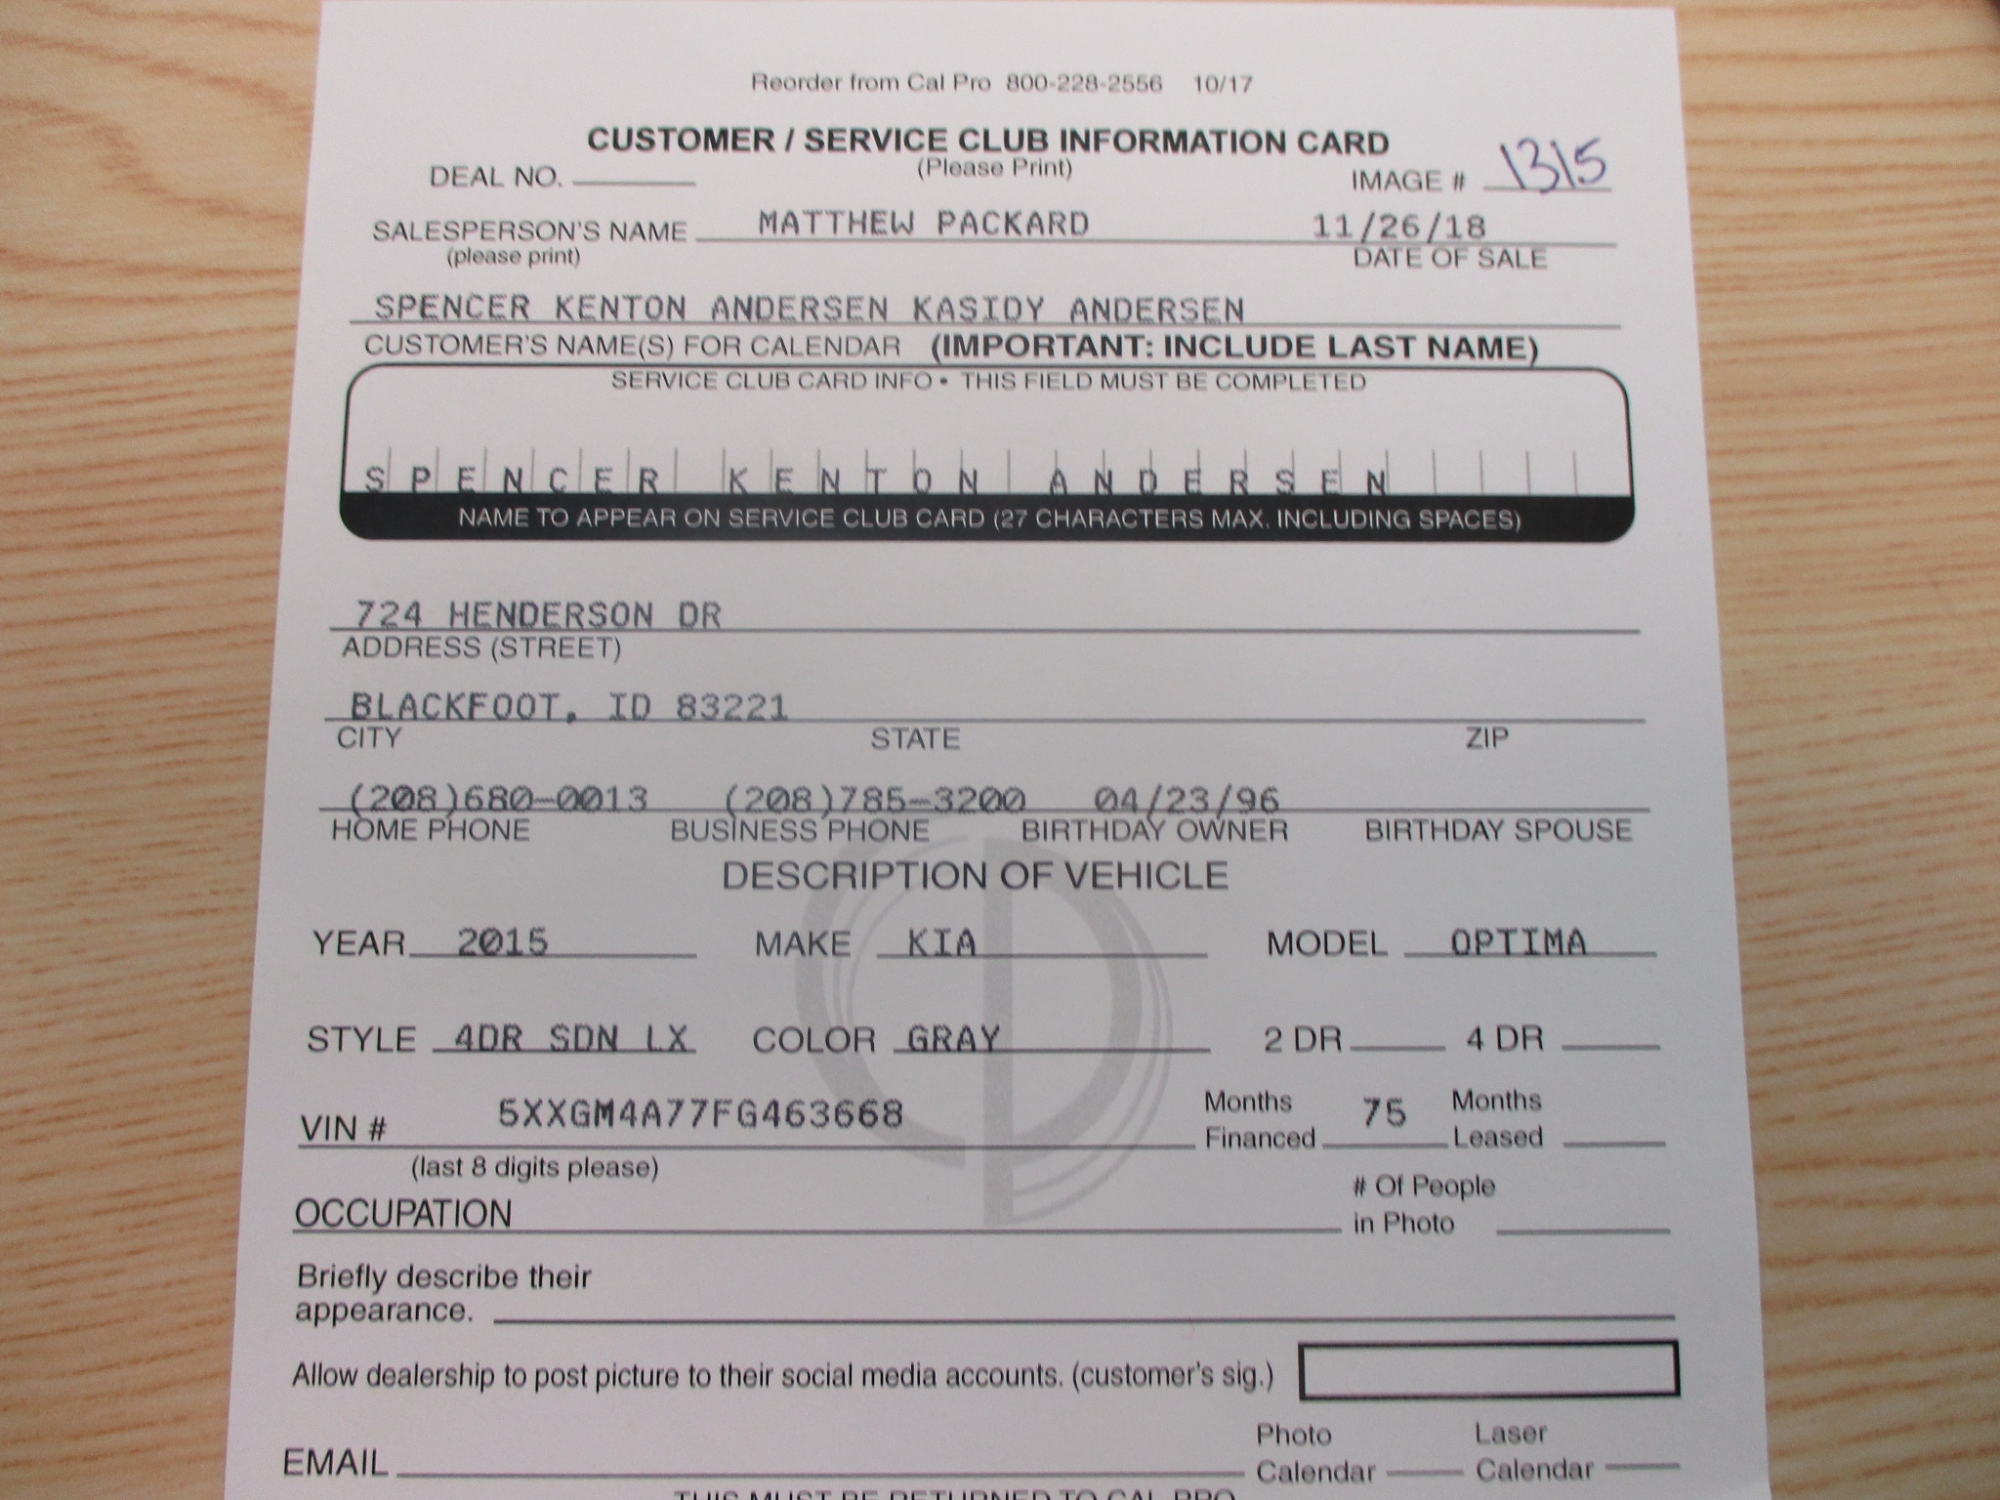 Reorder from Cal Pro 800-228-2556 10/17
CUSTOMER / SERVICE CLUB INFORMATION CARD
DEAL NO. (Please Print) IMAGE # 1315
SALESPERSON'S NAME MATTHEW PACKARD 11/26/18
(please print) DATE OF SALE
SPENCER KENTON ANDERSEN KASIDY ANDERSEN
CUSTOMER'S NAME(S) FOR CALENDAR (IMPORTANT: INCLUDE LAST NAME)
SERVICE CLUB CARD INFO • THIS FIELD MUST BE COMPLETED
SPENCER KENTON ANDERSEN
NAME TO APPEAR ON SERVICE CLUB CARD (27 CHARACTERS MAX. INCLUDING SPACES)
724 HENDERSON DR
ADDRESS (STREET)
BLACKFOOT, ID 83221
CITY STATE ZIP
(208)680-0013 (208)785-3200 04/23/96
HOME PHONE BUSINESS PHONE BIRTHDAY OWNER BIRTHDAY SPOUSE
DESCRIPTION OF VEHICLE
YEAR 2015 MAKE KIA MODEL OPTIMA
STYLE 4DR SDN LX COLOR GRAY 2 DR 4 DR
VIN # 5XXGM4A77FG463668 Months Financed 75 Months Leased
(last 8 digits please)
OCCUPATION # Of People in Photo
Briefly describe their
appearance.
Allow dealership to post picture to their social media accounts. (customer's sig.)
EMAIL Photo Calendar Laser Calendar
THIS MUST BE RETURNED TO CAL PRO